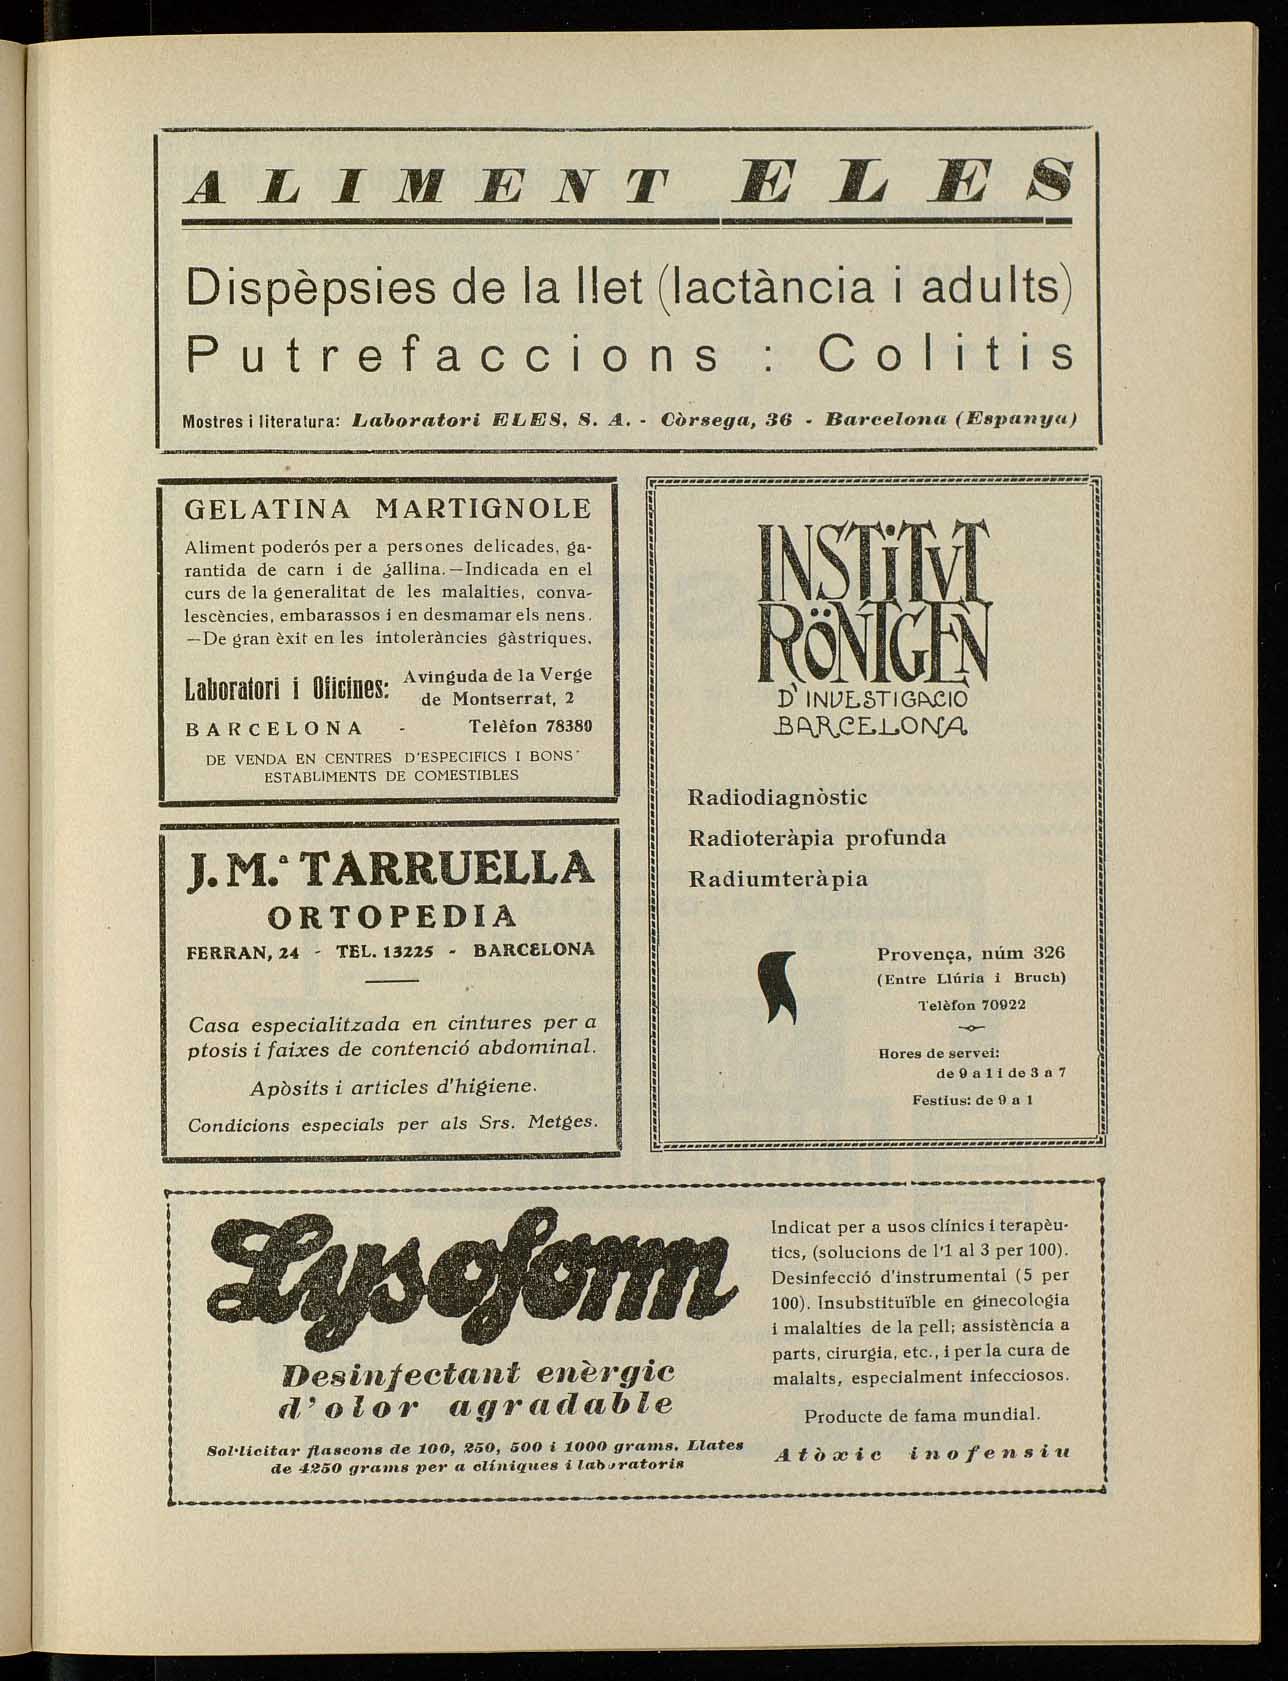 ALIMENT ELES
Dispèpsies de la llet (lactància i adults)
Putrefaccions : Colitis
Mostres i literatura: Laboratori ELES, S. A. - Còrsega, 36 - Barcelona (Espanya)
GELATINA MARTIGNOLE
Aliment poderós per a persones delicades, ga-
rantida de carn i de gallina.—Indicada en el
curs de la generalitat de les malalties, conva-
lescències, embarassos i en desmamar els nens.
—De gran èxit en les intoleràncies gàstriques.
Laboratori i Oficines: Avinguda de la Verge
de Montserrat, 2
BARCELONA - Telèfon 78380
DE VENDA EN CENTRES D'ESPECIFICS I BONS
ESTABLIMENTS DE COMESTIBLES
J. M.ª TARRUELLA
ORTOPEDIA
FERRAN, 24 - TEL. 13225 - BARCELONA
Casa especialitzada en cintures per a
ptosis i faixes de contenció abdominal.
Apòsits i articles d'higiene.
Condicions especials per als Srs. Metges.
INSTiTVT
RÖNTGEN
D'INVESTIGACIÓ
BARCELONA
Radiodiagnòstic
Radioteràpia profunda
Radiumteràpia
Provença, núm 326
(Entre Llúria i Bruch)
Telèfon 70922
Hores de servei:
de 9 a 1 i de 3 a 7
Festius: de 9 a 1
Lysoform
Desinfectant enèrgic
d'olor agradable
Sol·licitar flascons de 100, 250, 500 i 1000 grams. Llates
de 4250 grams per a clíniques i laboratoris
Indicat per a usos clínics i terapèu-
tics, (solucions de l'1 al 3 per 100).
Desinfecció d'instrumental (5 per
100). Insubstituïble en ginecologia
i malalties de la pell; assistència a
parts, cirurgia, etc., i per la cura de
malalts, especialment infecciosos.
Producte de fama mundial.
Atòxic inofensiu